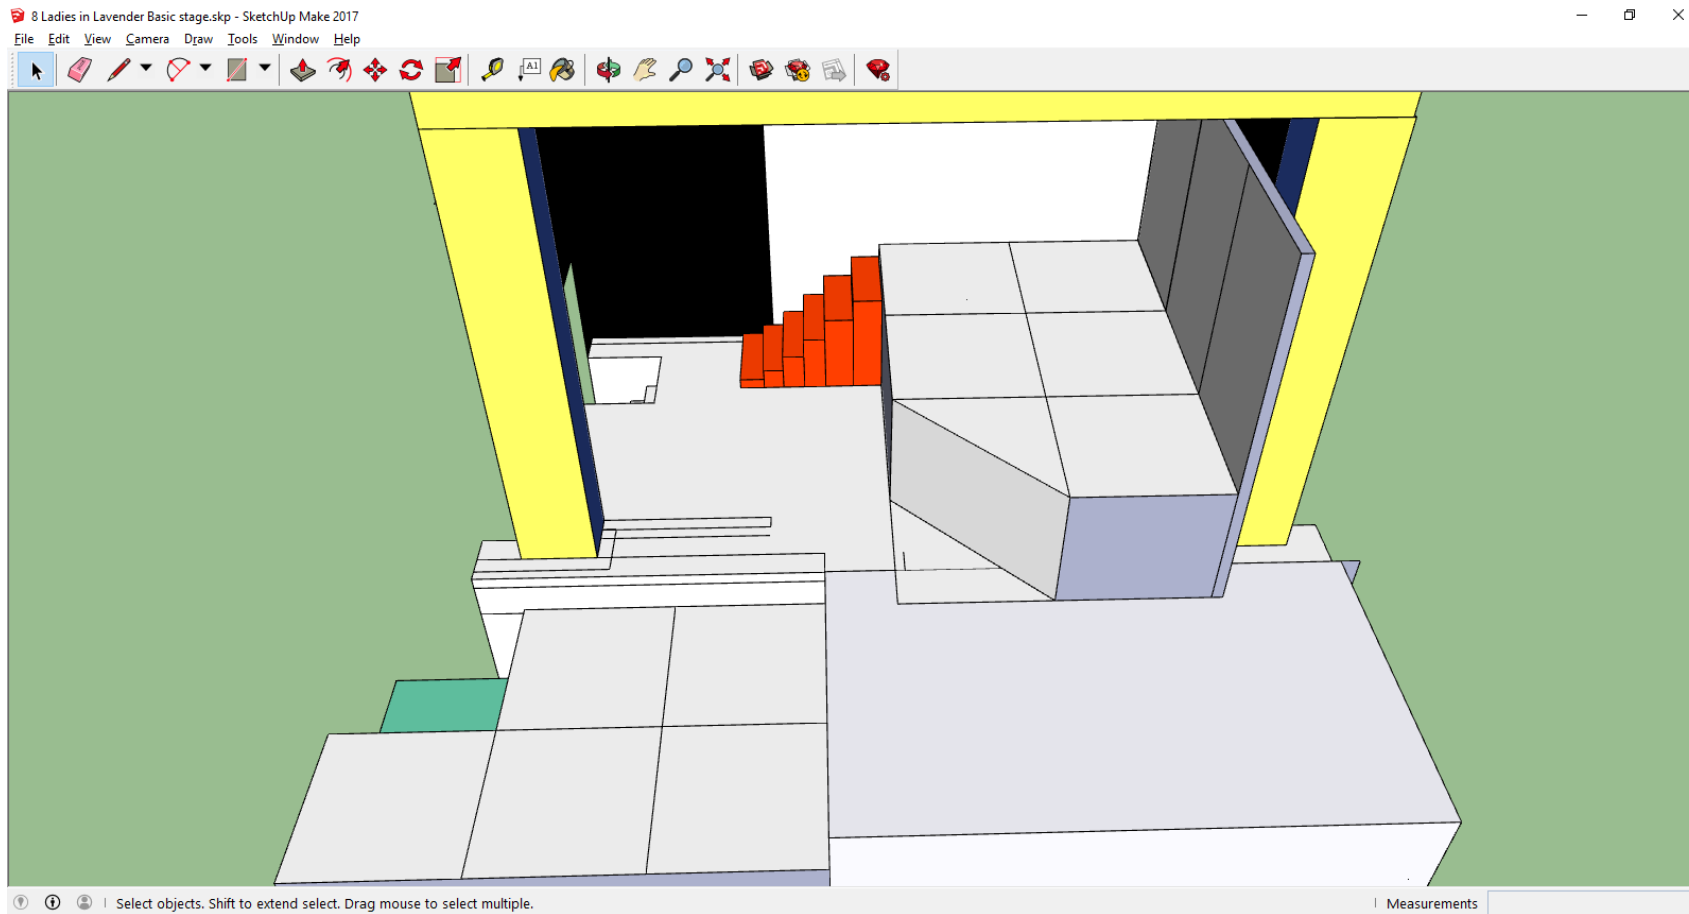 8 Ladies in Lavender Basic stage.skp - SketchUp Make 2017
File Edit View Camera Draw Tools Window Help
A1
Select objects. Shift to extend select. Drag mouse to select multiple.
Measurements